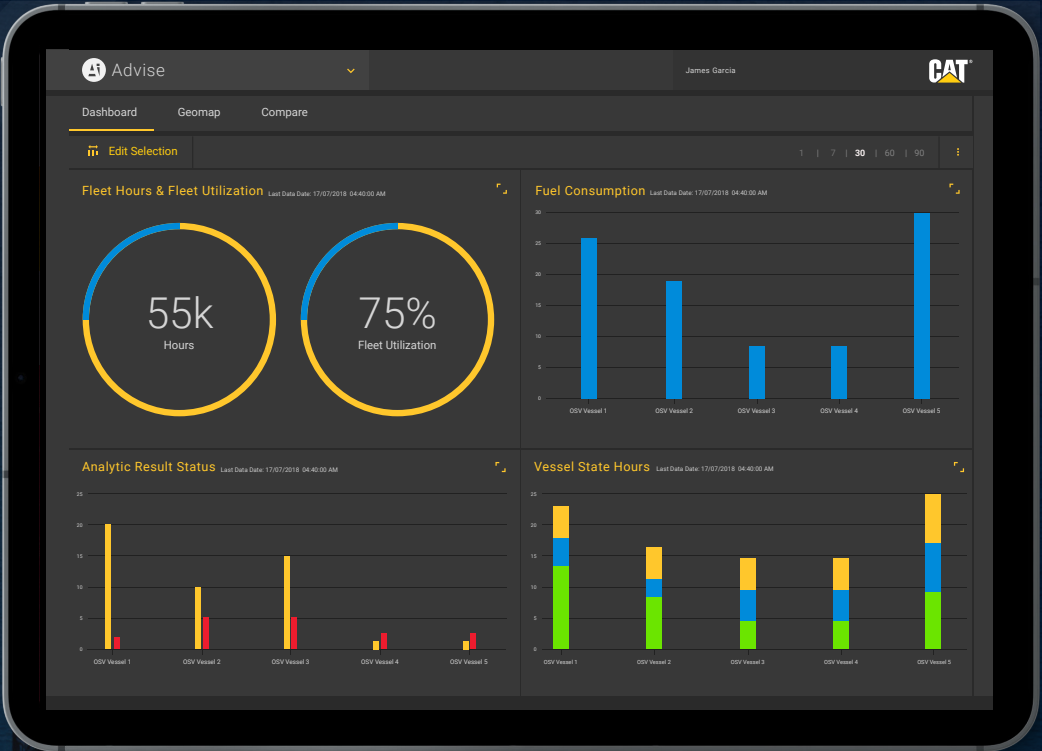 Ai Advise
James Garcia
CAT®
Dashboard Geomap Compare
Edit Selection
1 | 7 | 30 | 60 | 90
Fleet Hours & Fleet Utilization Last Data Date: 17/07/2018 04:40:00 AM
55k
Hours
75%
Fleet Utilization
Fuel Consumption Last Data Date: 17/07/2018 04:40:00 AM
30
25
20
15
10
5
0
OSV Vessel 1 OSV Vessel 2 OSV Vessel 3 OSV Vessel 4 OSV Vessel 5
Analytic Result Status Last Data Date: 17/07/2018 04:40:00 AM
25
20
15
10
5
0
OSV Vessel 1 OSV Vessel 2 OSV Vessel 3 OSV Vessel 4 OSV Vessel 5
Vessel State Hours Last Data Date: 17/07/2018 04:40:00 AM
25
20
15
10
5
0
OSV Vessel 1 OSV Vessel 2 OSV Vessel 3 OSV Vessel 4 OSV Vessel 5